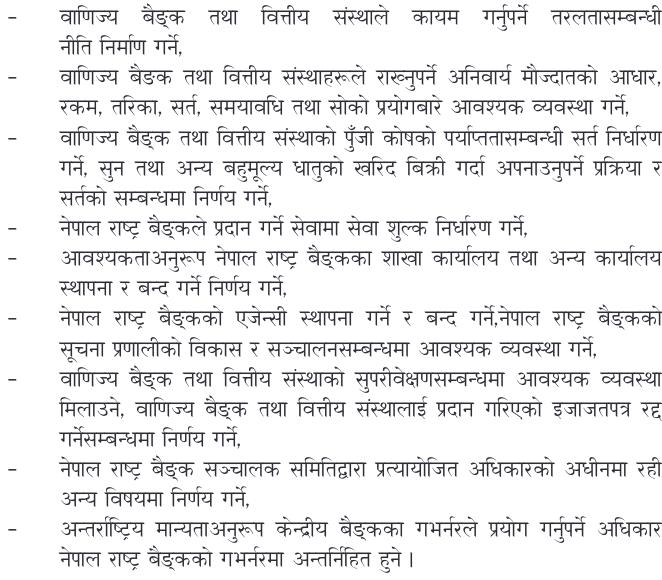 – वाणिज्य बैङ्क तथा वित्तीय संस्थाले कायम गर्नुपर्ने तरलतासम्बन्धी
नीति निर्माण गर्ने,
– वाणिज्य बैङक तथा वित्तीय संस्थाहरूले राख्नुपर्ने अनिवार्य मौज्दातको आधार,
रकम, तरिका, सर्त, समयावधि तथा सोको प्रयोगबारे आवश्यक व्यवस्था गर्ने,
– वाणिज्य बैङ्क तथा वित्तीय संस्थाको पुँजी कोषको पर्याप्ततासम्बन्धी सर्त निर्धारण
गर्ने, सुन तथा अन्य बहुमूल्य धातुको खरिद बिक्री गर्दा अपनाउनुपर्ने प्रक्रिया र
सर्तको सम्बन्धमा निर्णय गर्ने,
– नेपाल राष्ट्र बैङ्कले प्रदान गर्ने सेवामा सेवा शुल्क निर्धारण गर्ने,
– आवश्यकताअनुरूप नेपाल राष्ट्र बैङ्कका शाखा कार्यालय तथा अन्य कार्यालय
स्थापना र बन्द गर्ने निर्णय गर्ने,
– नेपाल राष्ट्र बैङ्कको एजेन्सी स्थापना गर्ने र बन्द गर्ने,नेपाल राष्ट्र बैङ्कको
सूचना प्रणालीको विकास र सञ्चालनसम्बन्धमा आवश्यक व्यवस्था गर्ने,
– वाणिज्य बैङ्क तथा वित्तीय संस्थाको सुपरीवेक्षणसम्बन्धमा आवश्यक व्यवस्था
मिलाउने, वाणिज्य बैङ्क तथा वित्तीय संस्थालाई प्रदान गरिएको इजाजतपत्र रद्द
गर्नेसम्बन्धमा निर्णय गर्ने,
– नेपाल राष्ट्र बैङ्क सञ्चालक समितिद्वारा प्रत्यायोजित अधिकारको अधीनमा रही
अन्य विषयमा निर्णय गर्ने,
– अन्तर्राष्ट्रिय मान्यताअनुरूप केन्द्रीय बैङ्कका गभर्नरले प्रयोग गर्नुपर्ने अधिकार
नेपाल राष्ट्र बैङ्कको गभर्नरमा अन्तर्निहित हुने ।